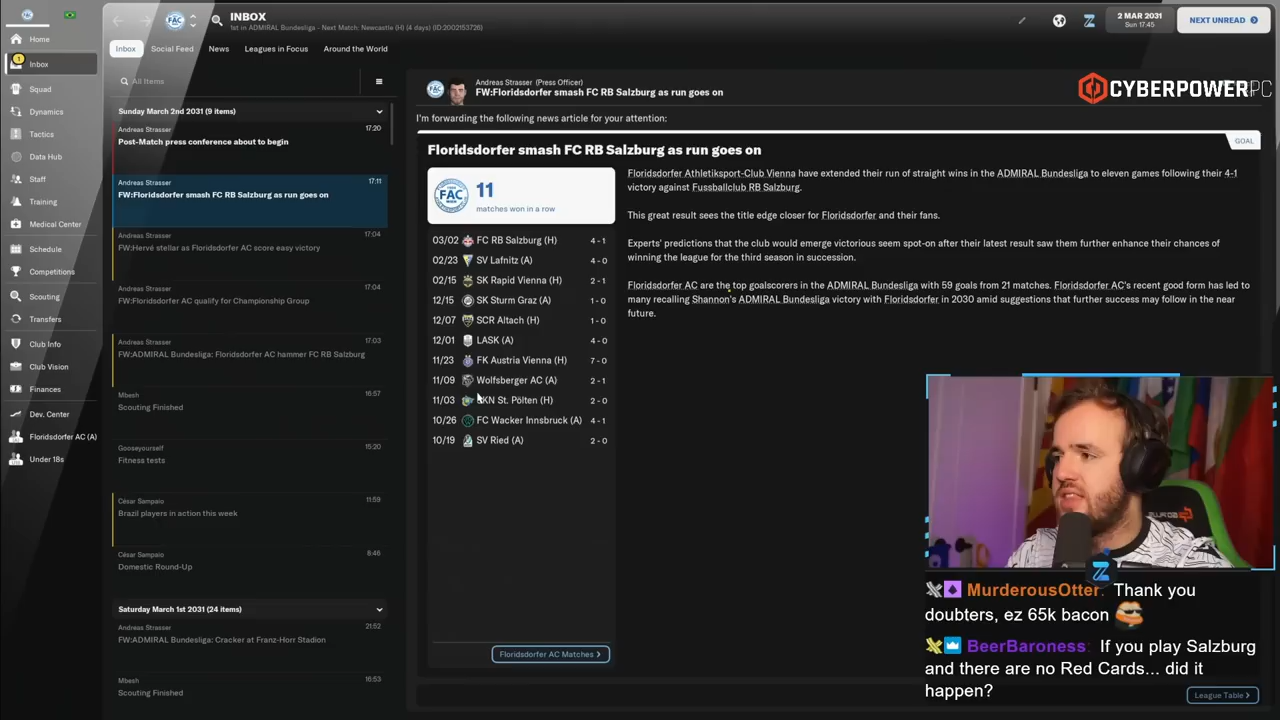 INBOX
1st in ADMIRAL Bundesliga - Next Match: Newcastle (H) (4 days) (ID:2002153726)
2 MAR 2031
Sun 17:45
NEXT UNREAD
CYBERPOWERPC
Home
1
Inbox
Squad
Dynamics
Tactics
Data Hub
Staff
Training
Medical Center
Schedule
Competitions
Scouting
Transfers
Club Info
Club Vision
Finances
Dev. Center
Floridsdorfer AC (A)
Under 18s
Inbox
Social Feed
News
Leagues in Focus
Around the World
All Items
Sunday March 2nd 2031 (9 items)
Andreas Strasser
17:20
Post-Match press conference about to begin
Andreas Strasser
17:11
FW:Floridsdorfer smash FC RB Salzburg as run goes on
Andreas Strasser
17:04
FW:Hervé stellar as Floridsdorfer AC score easy victory
Andreas Strasser
17:04
FW:Floridsdorfer AC qualify for Championship Group
Andreas Strasser
17:03
FW:ADMIRAL Bundesliga: Floridsdorfer AC hammer FC RB Salzburg
Mbesh
16:57
Scouting Finished
Gooseyourself
15:20
Fitness tests
César Sampaio
11:59
Brazil players in action this week
César Sampaio
8:46
Domestic Round-Up
Saturday March 1st 2031 (24 items)
Andreas Strasser
21:52
FW:ADMIRAL Bundesliga: Cracker at Franz-Horr Stadion
Mbesh
16:53
Scouting Finished
Andreas Strasser (Press Officer)
FW:Floridsdorfer smash FC RB Salzburg as run goes on
I'm forwarding the following news article for your attention:
GOAL
Floridsdorfer smash FC RB Salzburg as run goes on
FAC
11
matches won in a row
03/02 FC RB Salzburg (H) 4-1
02/23 SV Lafnitz (A) 4-0
02/15 SK Rapid Vienna (H) 2-1
12/15 SK Sturm Graz (A) 1-0
12/07 SCR Altach (H) 1-0
12/01 LASK (A) 4-0
11/23 FK Austria Vienna (H) 7-0
11/09 Wolfsberger AC (A) 2-1
11/03 SKN St. Pölten (H) 2-0
10/26 FC Wacker Innsbruck (A) 4-1
10/19 SV Ried (A) 2-0
Floridsdorfer AC Matches
Floridsdorfer Athletiksport-Club Vienna have extended their run of straight wins in the ADMIRAL Bundesliga to eleven games following their 4-1
victory against Fussballclub RB Salzburg.
This great result sees the title edge closer for Floridsdorfer and their fans.
Experts' predictions that the club would emerge victorious seem spot-on after their latest result saw them further enhance their chances of
winning the league for the third season in succession.
Floridsdorfer AC are the top goalscorers in the ADMIRAL Bundesliga with 59 goals from 21 matches. Floridsdorfer AC's recent good form has led to
many recalling Shannon's ADMIRAL Bundesliga victory with Floridsdorfer in 2030 amid suggestions that further success may follow in the near
future.
MurderousOtter: Thank you
doubters, ez 65k bacon
BeerBaroness: If you play Salzburg
and there are no Red Cards... did it
happen?
League Table